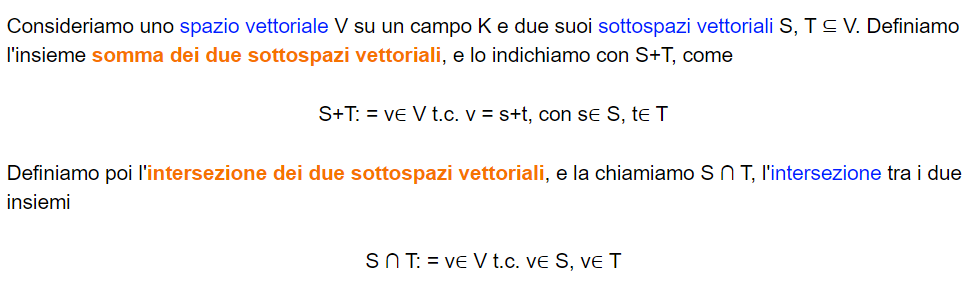 Consideriamo uno spazio vettoriale V su un campo K e due suoi sottospazi vettoriali S, T ⊆ V. Definiamo
l'insieme somma dei due sottospazi vettoriali, e lo indichiamo con S+T, come
S+T: = v∈ V t.c. v = s+t, con s∈ S, t∈ T
Definiamo poi l'intersezione dei due sottospazi vettoriali, e la chiamiamo S ∩ T, l'intersezione tra i due
insiemi
S ∩ T: = v∈ V t.c. v∈ S, v∈ T